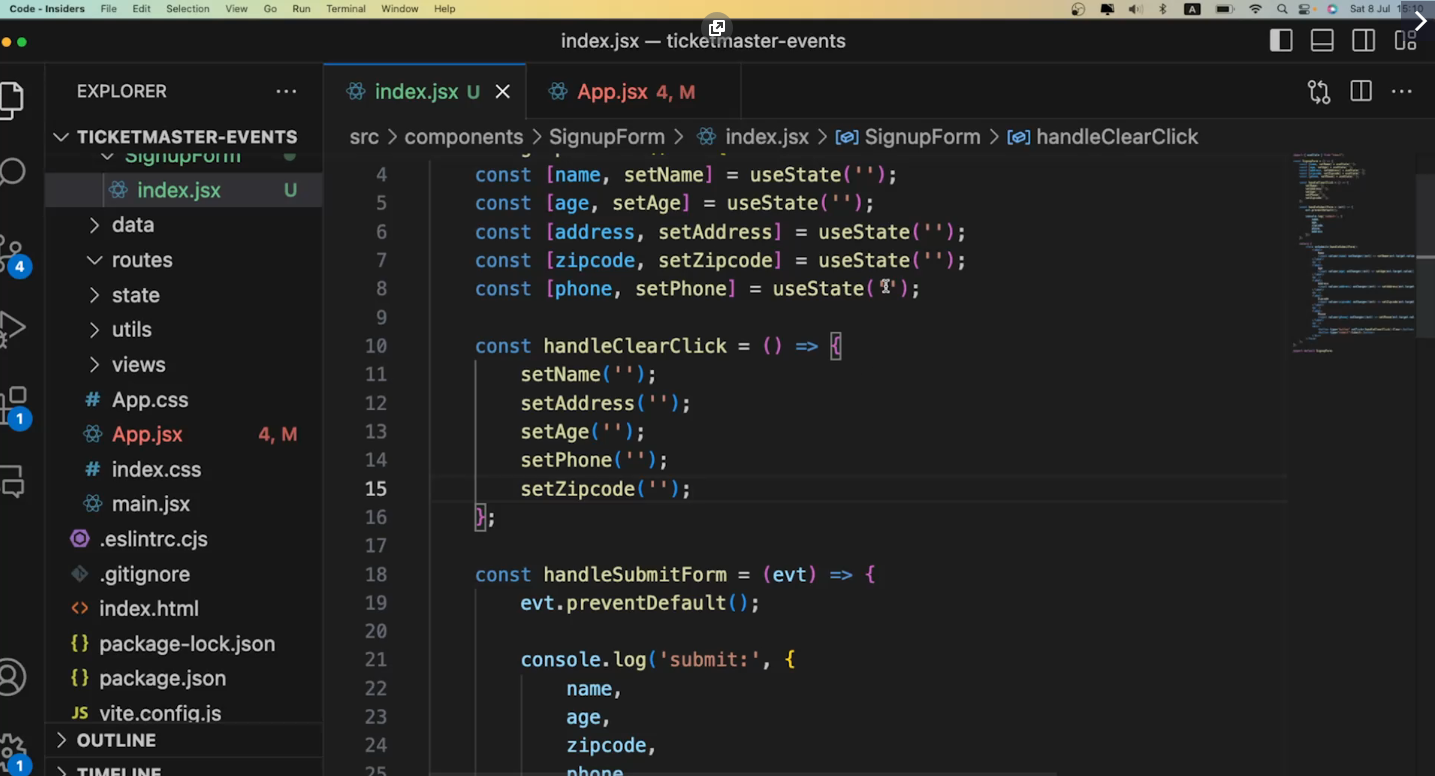 Code - Insiders File Edit Selection View Go Run Terminal Window Help A Sat 8 Jul 15:10
index.jsx — ticketmaster-events
EXPLORER
index.jsx U
App.jsx 4, M
TICKETMASTER-EVENTS
src > components > SignupForm > index.jsx > SignupForm > handleClearClick
SignupForm
index.jsx U
data
routes
state
utils
views
App.css
App.jsx 4, M
index.css
main.jsx
.eslintrc.cjs
.gitignore
index.html
package-lock.json
package.json
JS vite.config.js
OUTLINE
TIMELINE
4
1
1
4 const [name, setName] = useState('');
5 const [age, setAge] = useState('');
6 const [address, setAddress] = useState('');
7 const [zipcode, setZipcode] = useState('');
8 const [phone, setPhone] = useState('');
9
10 const handleClearClick = () => {
11 setName('');
12 setAddress('');
13 setAge('');
14 setPhone('');
15 setZipcode('');
16 };
17
18 const handleSubmitForm = (evt) => {
19 evt.preventDefault();
20
21 console.log('submit:', {
22 name,
23 age,
24 zipcode,
25 phone